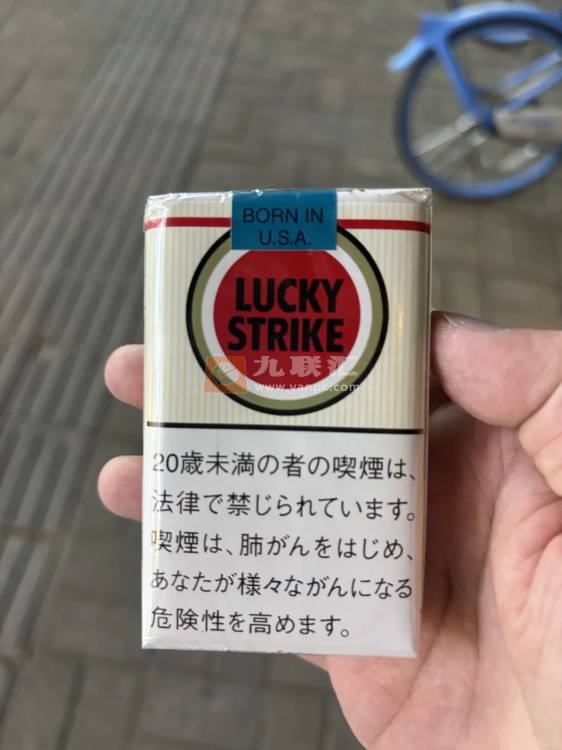 BORN IN
U.S.A.
LUCKY
STRIKE
九联汇
www.yanpk.com
20歳未満の者の喫煙は、
法律で禁じられています。
喫煙は、肺がんをはじめ、
あなたが様々ながんになる
危険性を高めます。